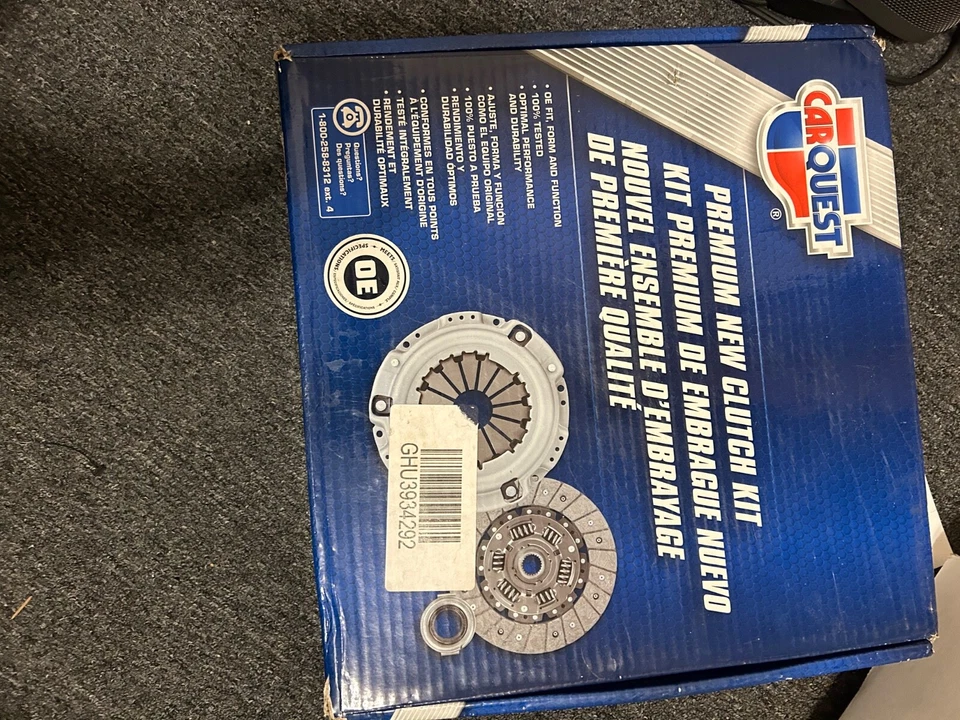 CARQUEST
®
PREMIUM NEW CLUTCH KIT
KIT PREMIUM DE EMBRAGUE NUEVO
NOUVEL ENSEMBLE D'EMBRAYAGE
DE PREMIÈRE QUALITÉ
• OE FIT, FORM AND FUNCTION
• 100% TESTED
• OPTIMAL PERFORMANCE
AND DURABILITY
• AJUSTE, FORMA Y FUNCIÓN
COMO EL EQUIPO ORIGINAL
• 100% PUESTO A PRUEBA
• RENDIMIENTO Y
DURABILIDAD ÓPTIMOS
• CONFORMES EN TOUS POINTS
À L'ÉQUIPEMENT D'ORIGINE
• TESTÉ INTÉGRALEMENT
• RENDEMENT ET
DURABILITÉ OPTIMAUX
Questions?
Preguntas?
Des questions?
1-800-258-8312 ext. 4
OE
SPECIFICATIONS
GHU3934292